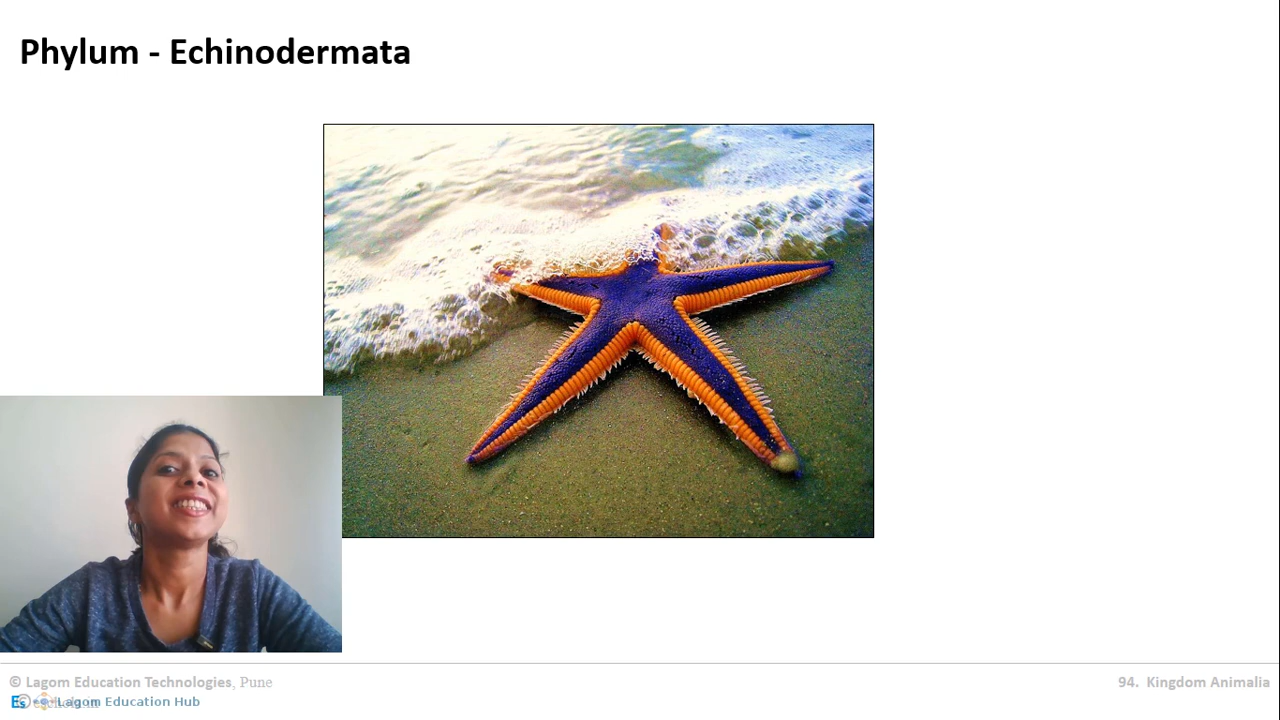 Phylum - Echinodermata
© Lagom Education Technologies, Pune
94. Kingdom Animalia
Lagom Education Hub